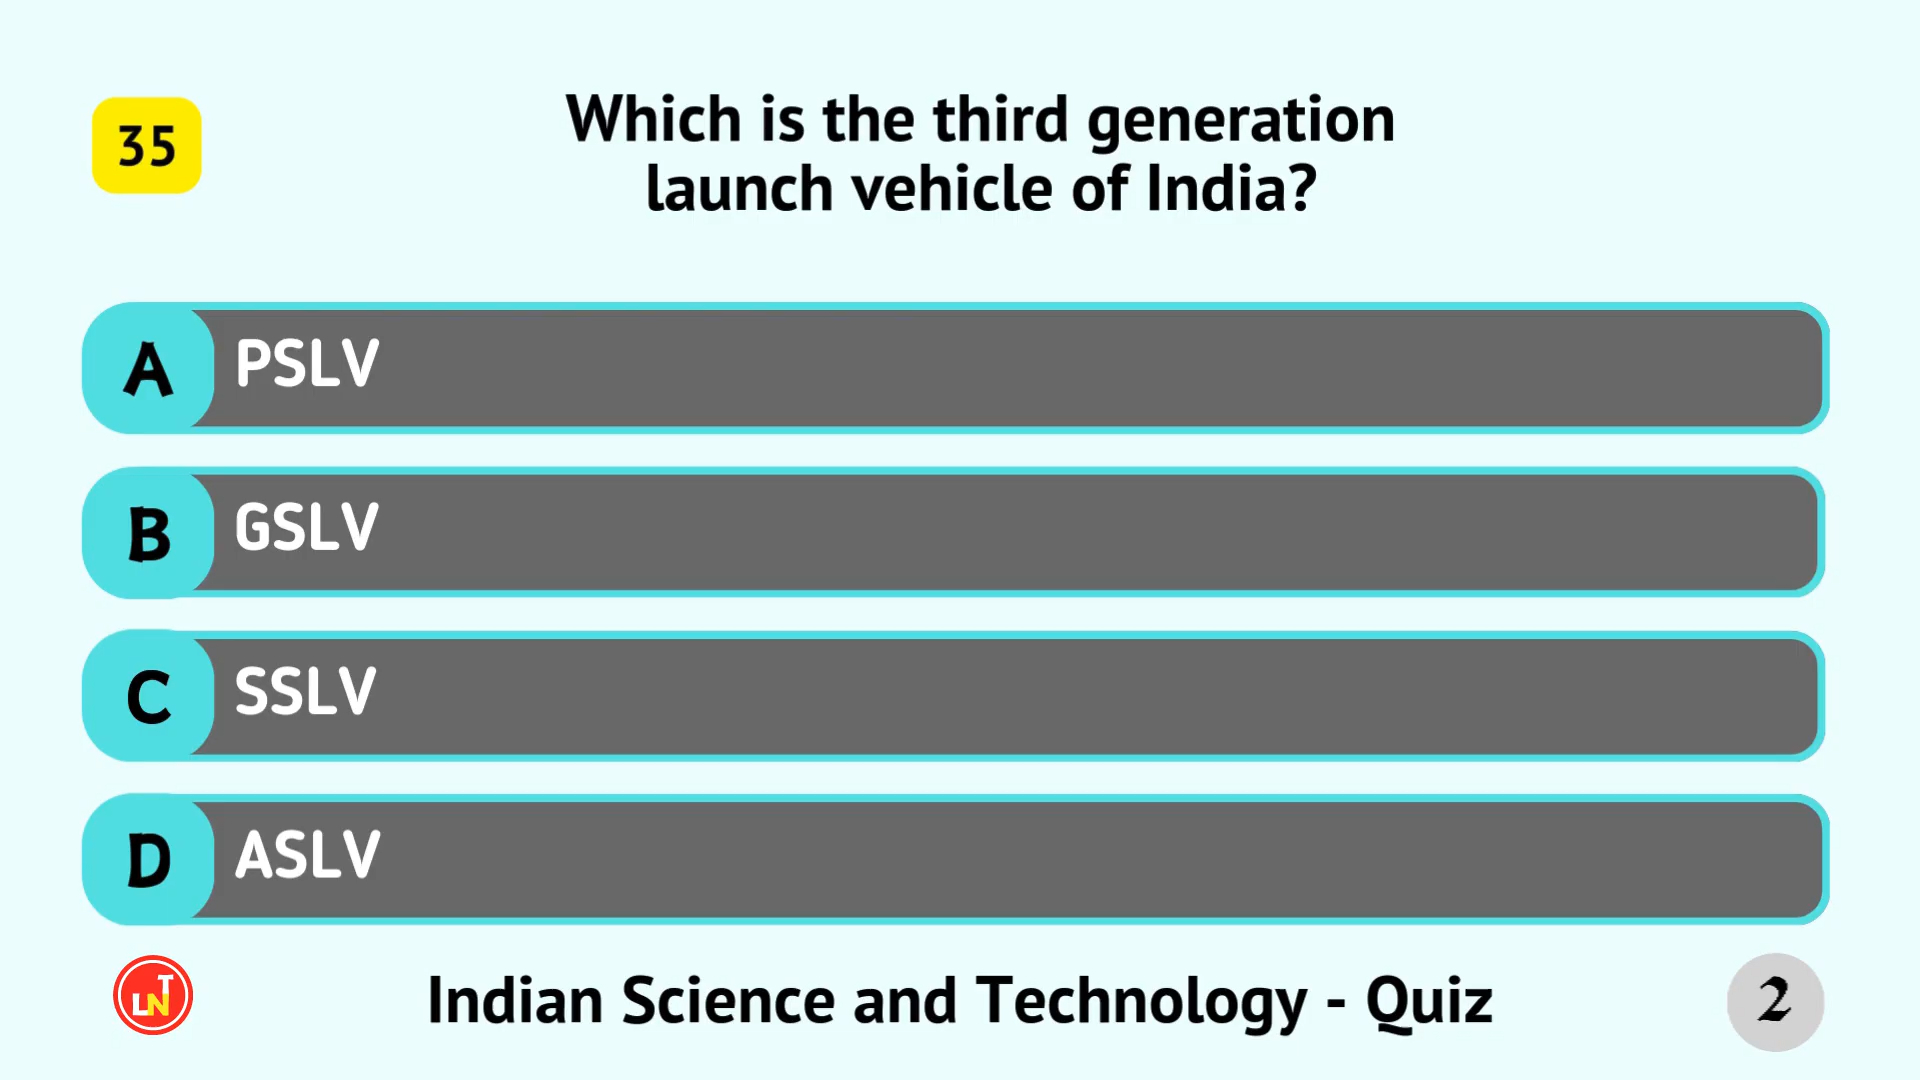 35
Which is the third generation
launch vehicle of India?
A PSLV
B GSLV
C SSLV
D ASLV
LNT
Indian Science and Technology - Quiz
2